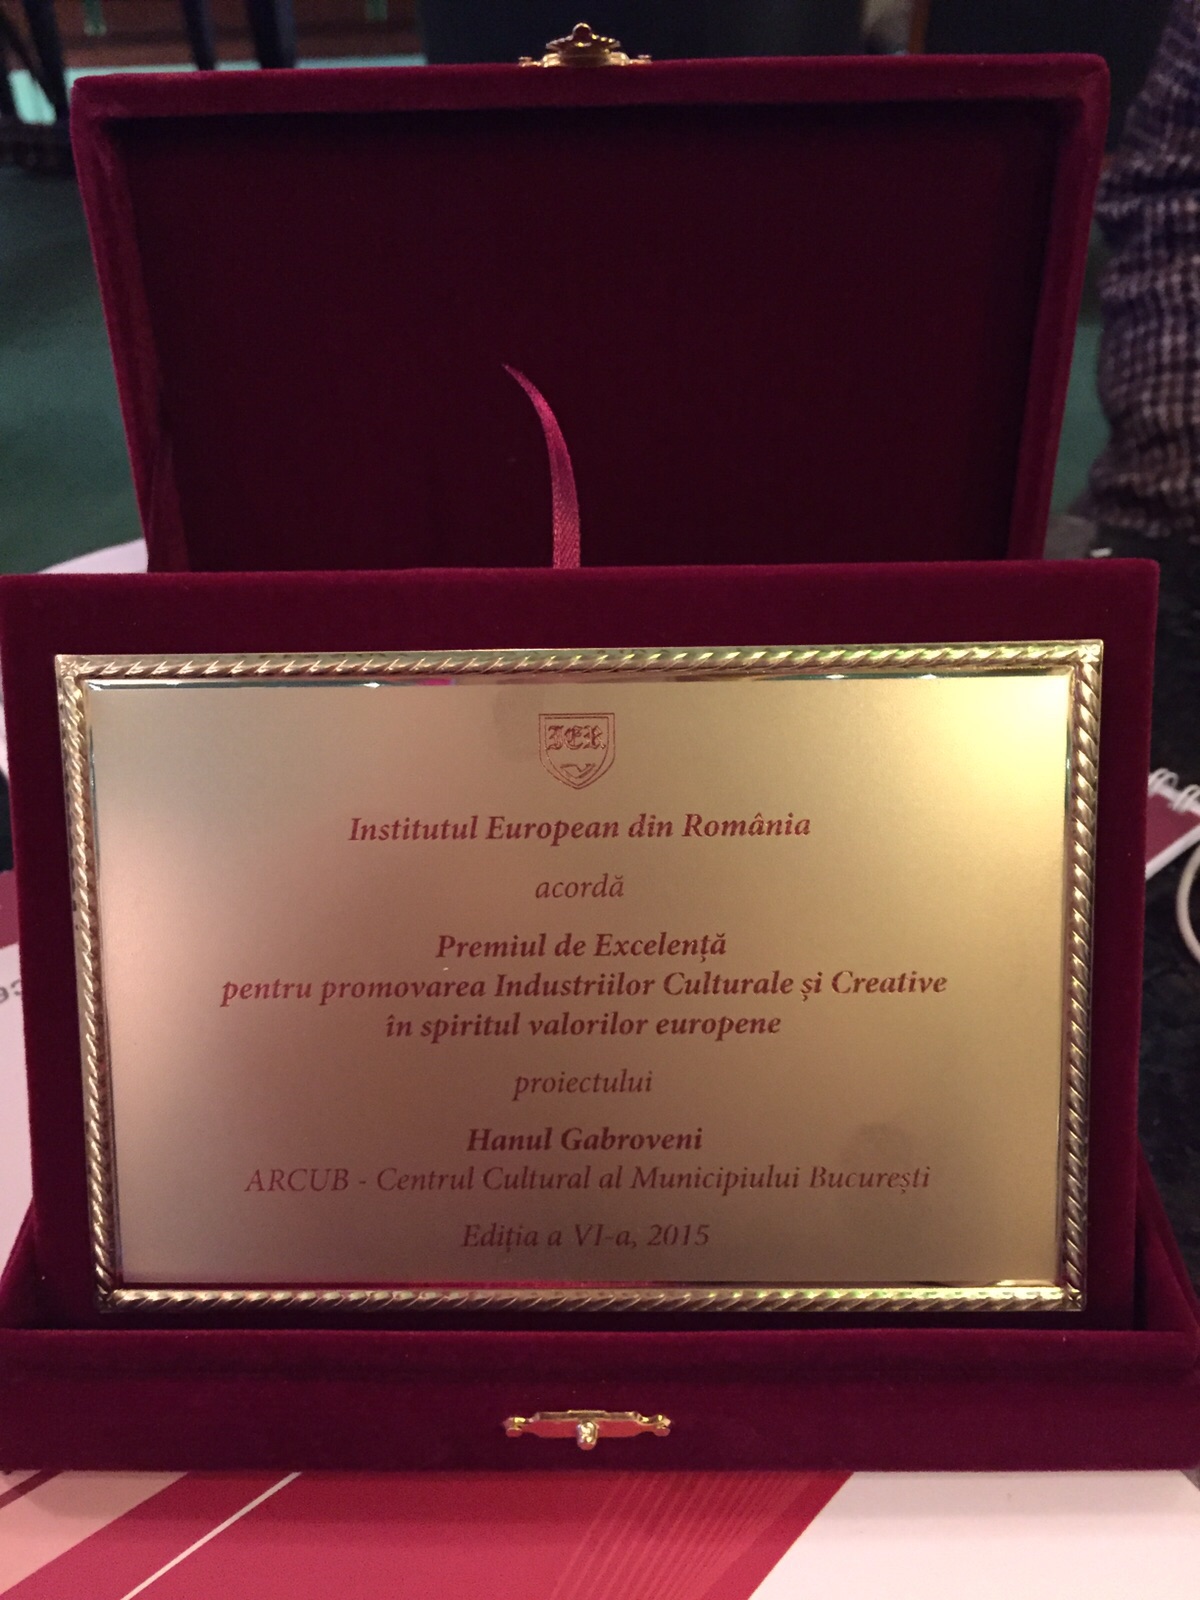 IER
Institutul European din România
acordă
Premiul de Excelență
pentru promovarea Industriilor Culturale și Creative
în spiritul valorilor europene
proiectului
Hanul Gabroveni
ARCUB - Centrul Cultural al Municipiului București
Ediția a VI-a, 2015